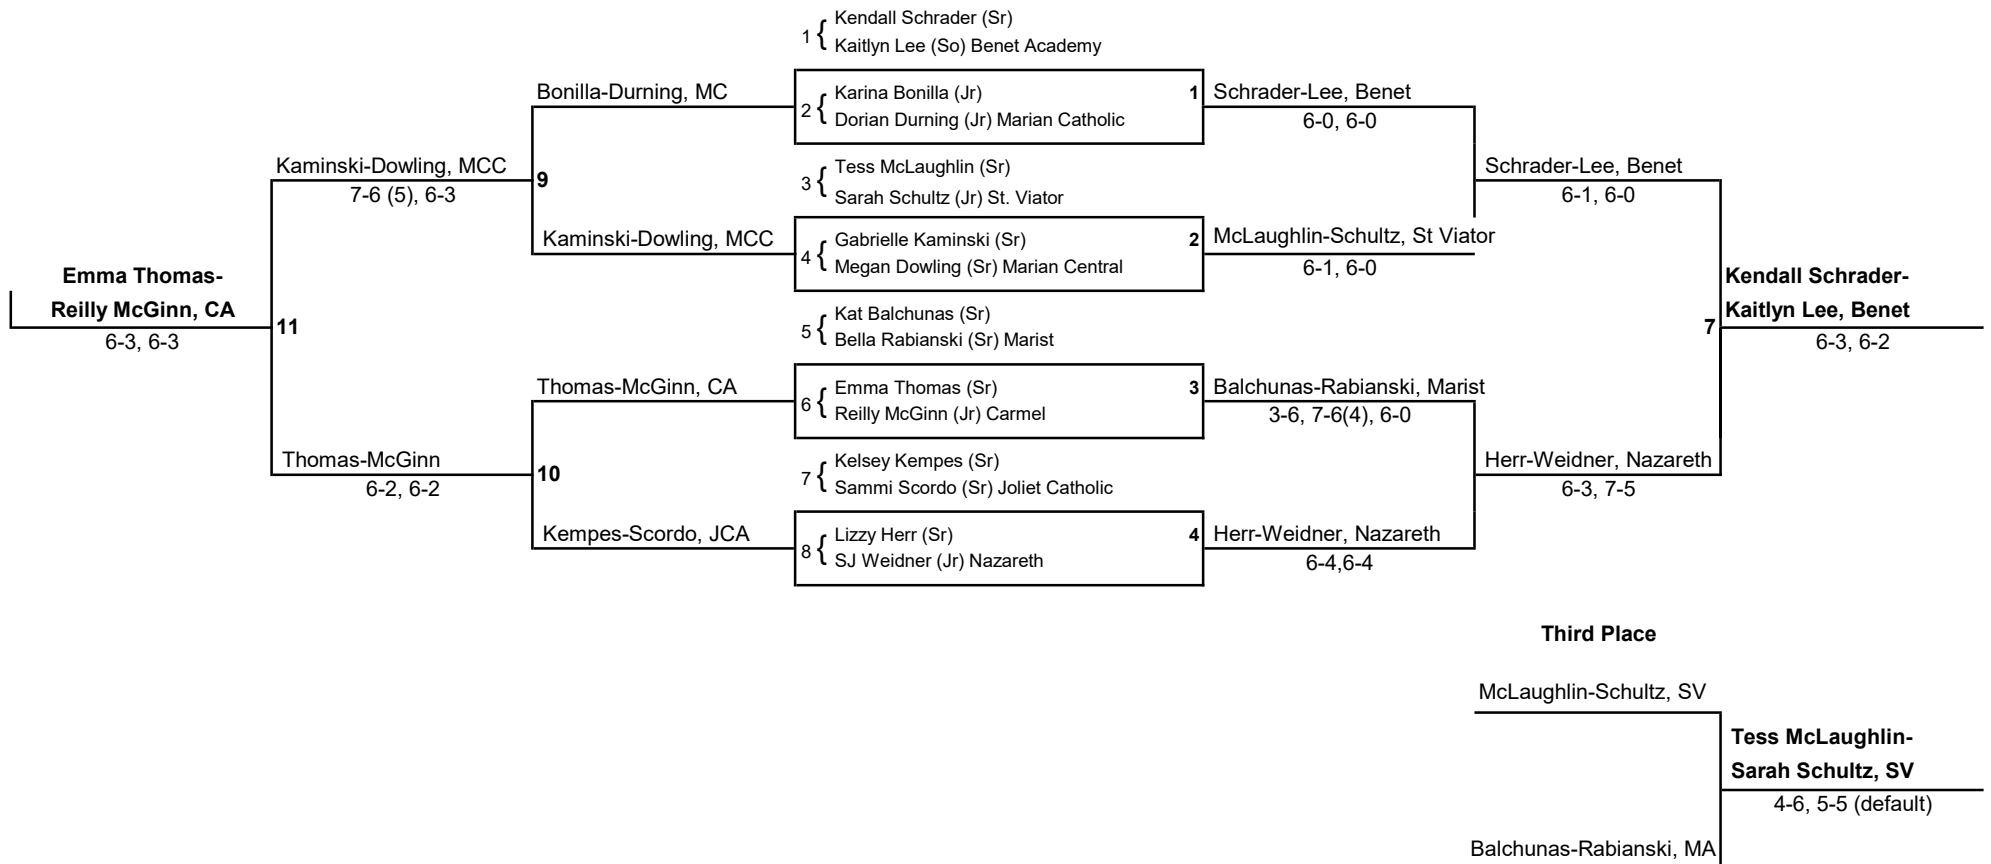 Kendall Schrader (Sr)
1 { Kaitlyn Lee (So) Benet Academy
Bonilla-Durning, MC
Karina Bonilla (Jr)
2 { Dorian Durning (Jr) Marian Catholic
1 Schrader-Lee, Benet
6-0, 6-0
Kaminski-Dowling, MCC
7-6 (5), 6-3
9
Tess McLaughlin (Sr)
3 { Sarah Schultz (Jr) St. Viator
Schrader-Lee, Benet
6-1, 6-0
Kaminski-Dowling, MCC
Gabrielle Kaminski (Sr)
4 { Megan Dowling (Sr) Marian Central
2 McLaughlin-Schultz, St Viator
6-1, 6-0
Emma Thomas-
Reilly McGinn, CA
6-3, 6-3
11
Kat Balchunas (Sr)
5 { Bella Rabianski (Sr) Marist
Kendall Schrader-
7 Kaitlyn Lee, Benet
6-3, 6-2
Thomas-McGinn, CA
Emma Thomas (Sr)
6 { Reilly McGinn (Jr) Carmel
3 Balchunas-Rabianski, Marist
3-6, 7-6(4), 6-0
Thomas-McGinn
6-2, 6-2
10
Kelsey Kempes (Sr)
7 { Sammi Scordo (Sr) Joliet Catholic
Herr-Weidner, Nazareth
6-3, 7-5
Kempes-Scordo, JCA
Lizzy Herr (Sr)
8 { SJ Weidner (Jr) Nazareth
4 Herr-Weidner, Nazareth
6-4,6-4
Third Place
McLaughlin-Schultz, SV
Tess McLaughlin-
Sarah Schultz, SV
4-6, 5-5 (default)
Balchunas-Rabianski, MA